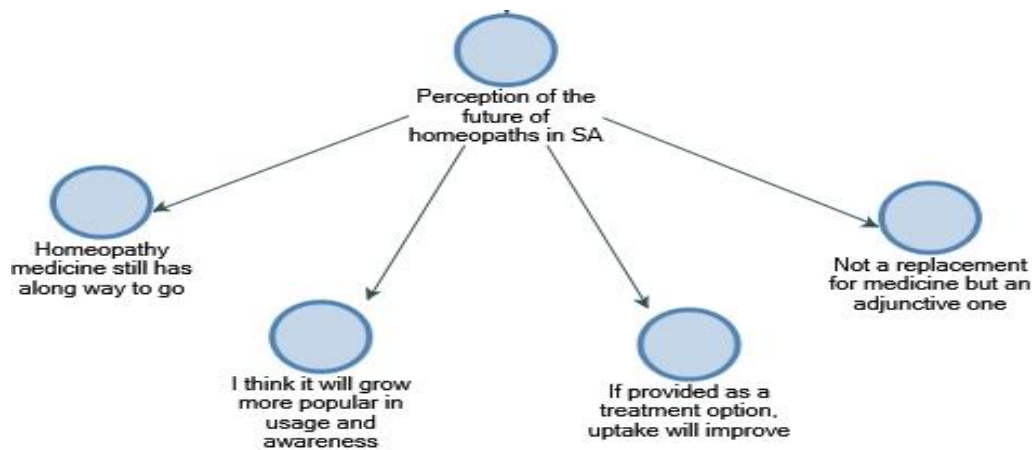 Perception of the
future of
homeopaths in SA
Homeopathy
medicine still has
along way to go
I think it will grow
more popular in
usage and
awareness
If provided as a
treatment option,
uptake will improve
Not a replacement
for medicine but an
adjunctive one